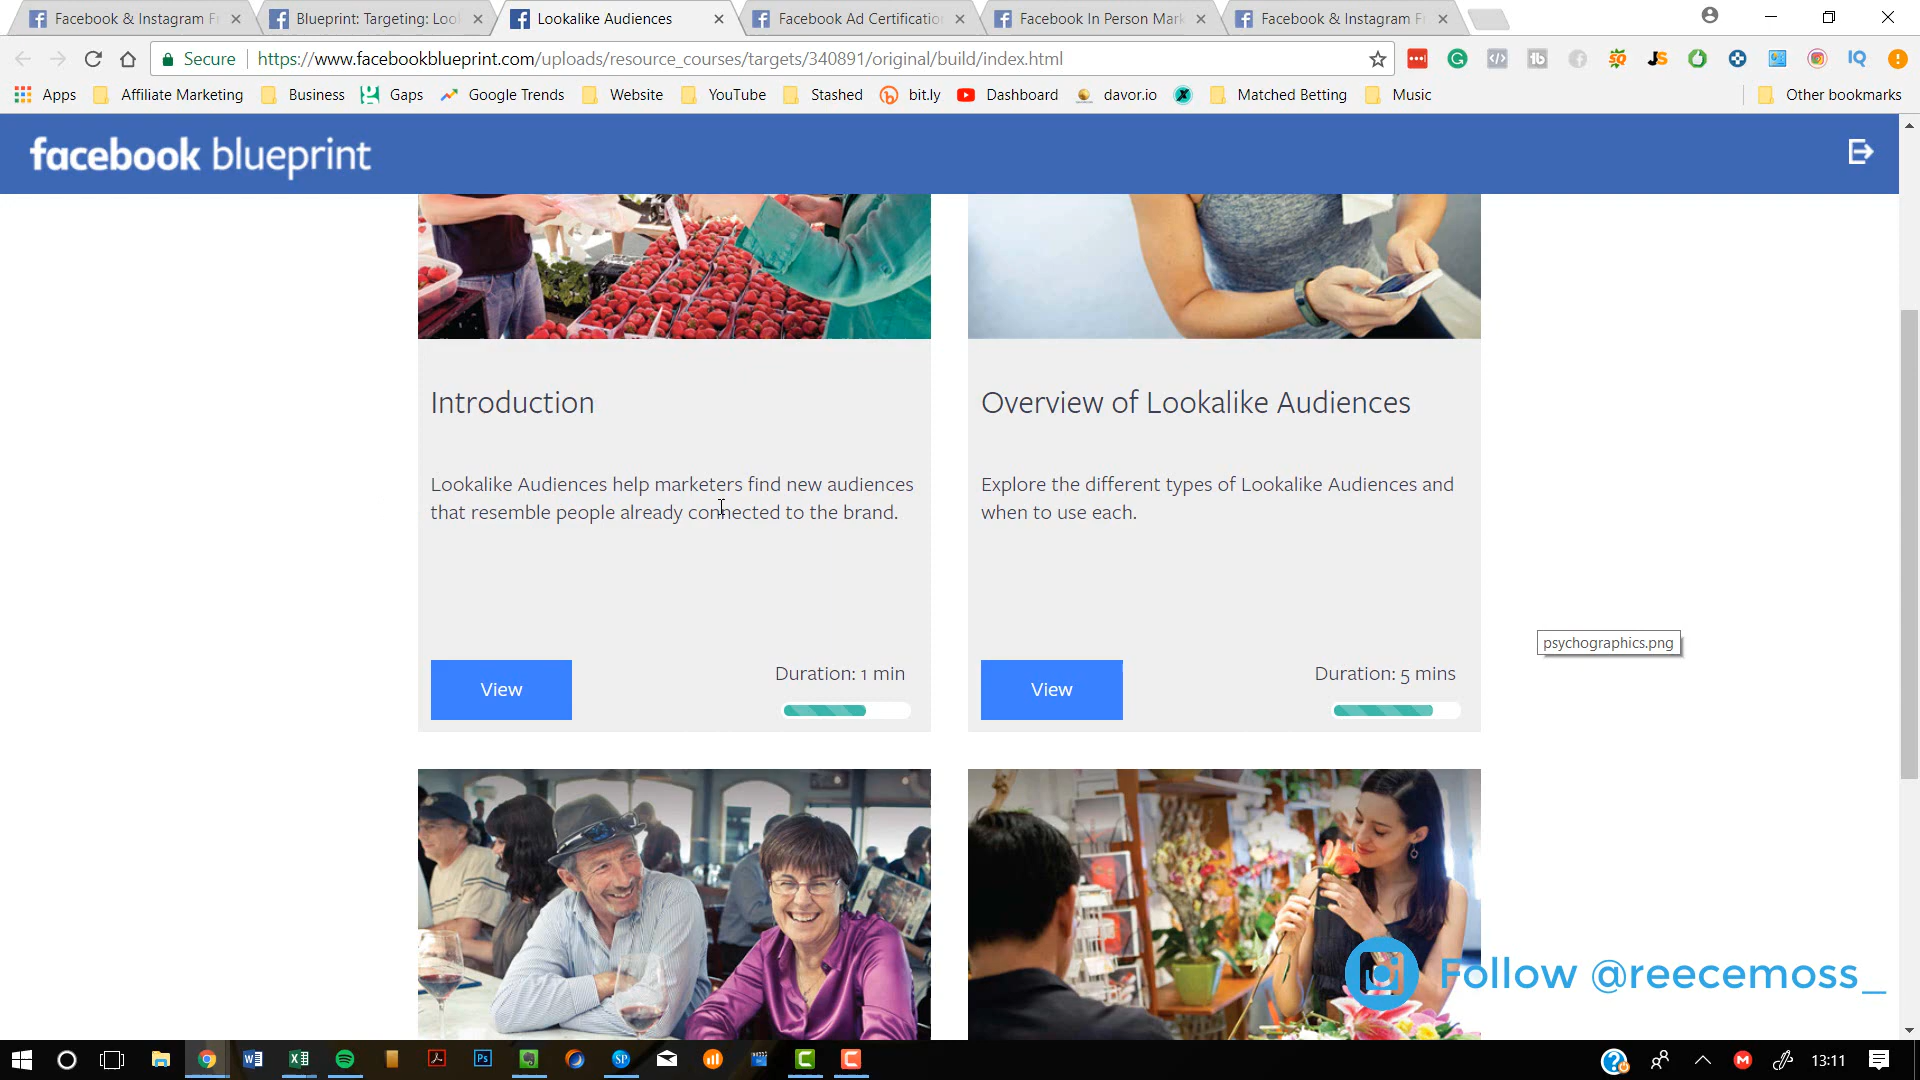 Facebook & Instagram F
Blueprint: Targeting: Loo
Lookalike Audiences
Facebook Ad Certificatio
Facebook In Person Mark
Facebook & Instagram F
Secure
https://www.facebookblueprint.com/uploads/resource_courses/targets/340891/original/build/index.html
Apps
Affiliate Marketing
Business
Gaps
Google Trends
Website
YouTube
Stashed
bit.ly
Dashboard
davor.io
Matched Betting
Music
Other bookmarks
facebook blueprint
Introduction
Lookalike Audiences help marketers find new audiences
that resemble people already connected to the brand.
View
Duration: 1 min
Overview of Lookalike Audiences
Explore the different types of Lookalike Audiences and
when to use each.
View
Duration: 5 mins
psychographics.png
Follow @reecemoss_
13:11